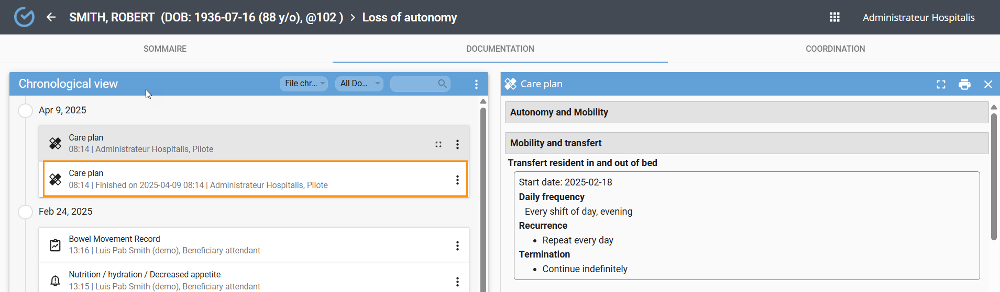 SMITH, ROBERT (DOB: 1936-07-16 (88 y/o), @102 ) > Loss of autonomy
Administrateur Hospitalis
SOMMAIRE
DOCUMENTATION
COORDINATION
Chronological view
File chr...
All Do...
Apr 9, 2025
Care plan
08:14 | Administrateur Hospitalis, Pilote
Care plan
08:14 | Finished on 2025-04-09 08:14 | Administrateur Hospitalis, Pilote
Feb 24, 2025
Bowel Movement Record
13:16 | Luis Pab Smith (demo), Beneficiary attendant
Nutrition / hydration / Decreased appetite
13:15 | Luis Pab Smith (demo), Beneficiary attendant
Care plan
Autonomy and Mobility
Mobility and transfert
Transfert resident in and out of bed
Start date: 2025-02-18
Daily frequency
Every shift of day, evening
Recurrence
• Repeat every day
Termination
• Continue indefinitely